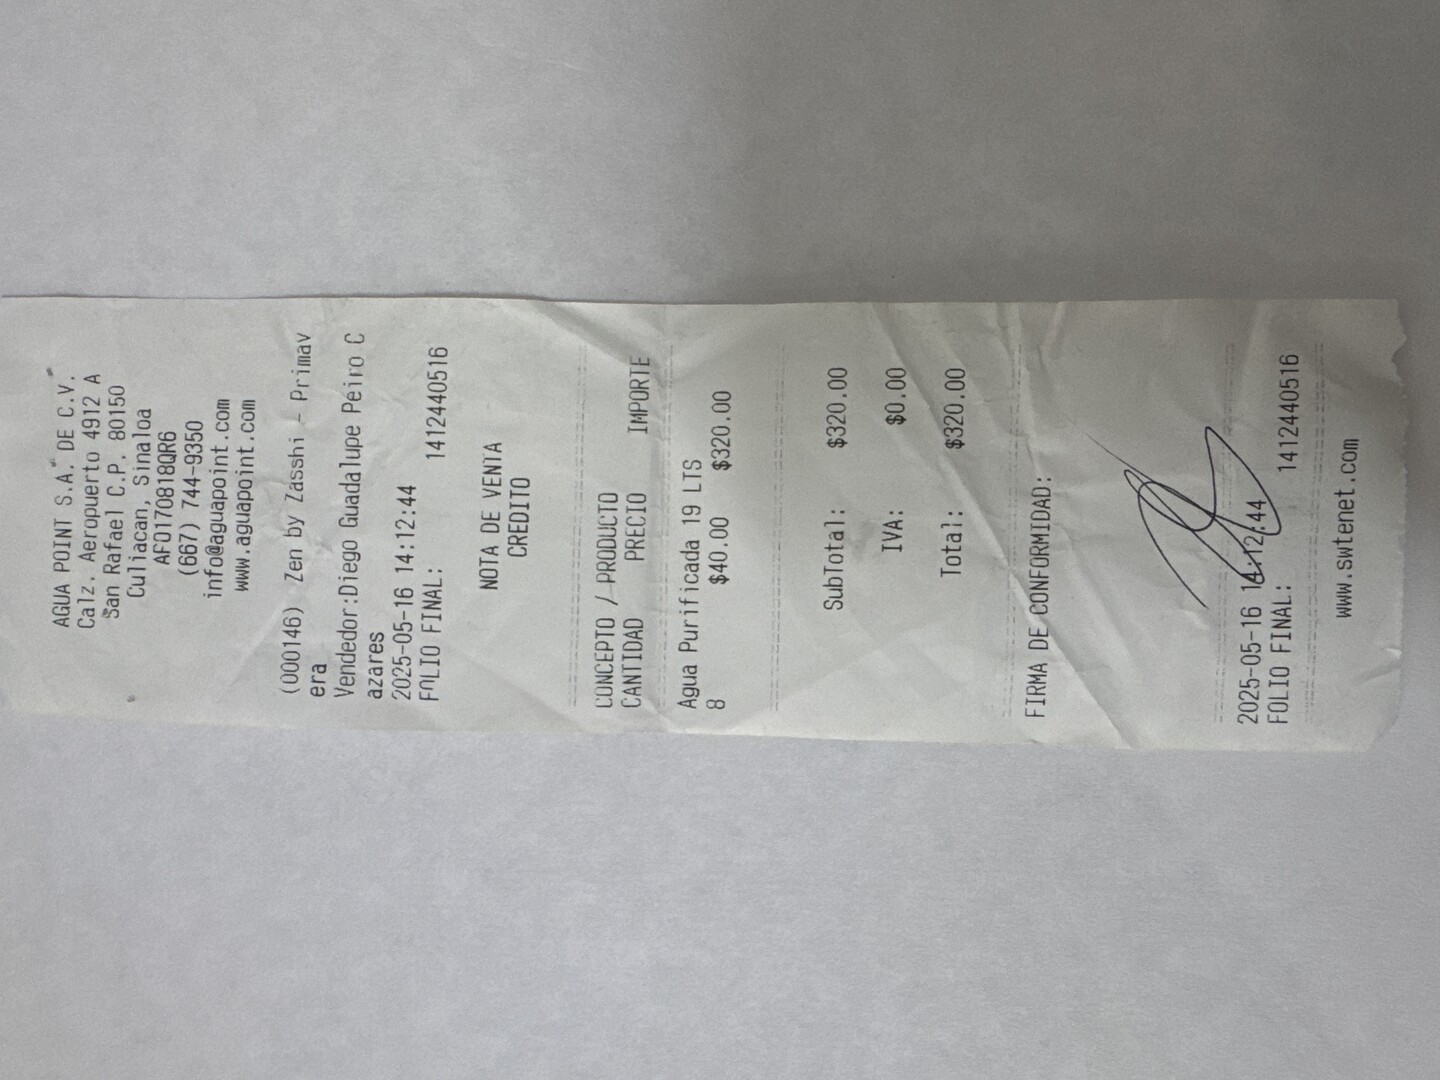 AGUA POINT S.A. DE C.V.
Calz. Aeropuerto 4912 A
San Rafael C.P. 80150
Culiacan, Sinaloa
AFO170818QR6
(667) 744-9350
info@aguapoint.com
www.aguapoint.com
(000146) Zen by Zasshi - Primav
era
Vendedor:Diego Guadalupe Peiro C
azares
2025-05-16 14:12:44
FOLIO FINAL: 1412440516
NOTA DE VENTA
CREDITO
CONCEPTO / PRODUCTO
CANTIDAD PRECIO IMPORTE
Agua Purificada 19 LTS
8 $40.00 $320.00
SubTotal: $320.00
IVA: $0.00
Total: $320.00
FIRMA DE CONFORMIDAD:
2025-05-16 14:12:44
FOLIO FINAL: 1412440516
www.swtenet.com